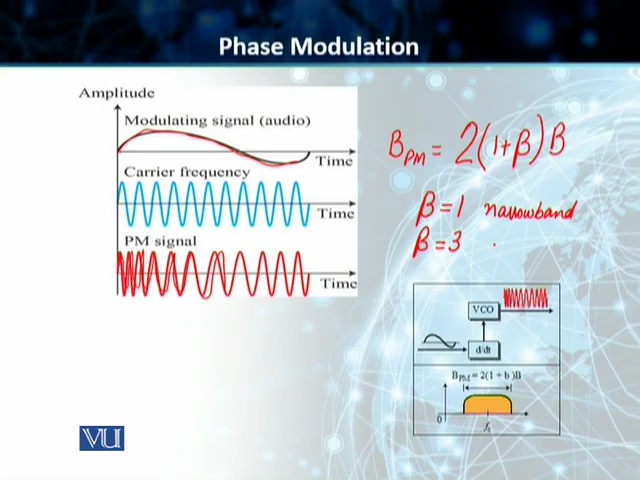 Phase Modulation
Amplitude
Modulating signal (audio)
Time
Carrier frequency
Time
PM signal
Time
B_PM = 2(1+β)B
β = 1 narrowband
β = 3
VCO
d/dt
B_PM = 2(1 + b)B
0
f_c
VU